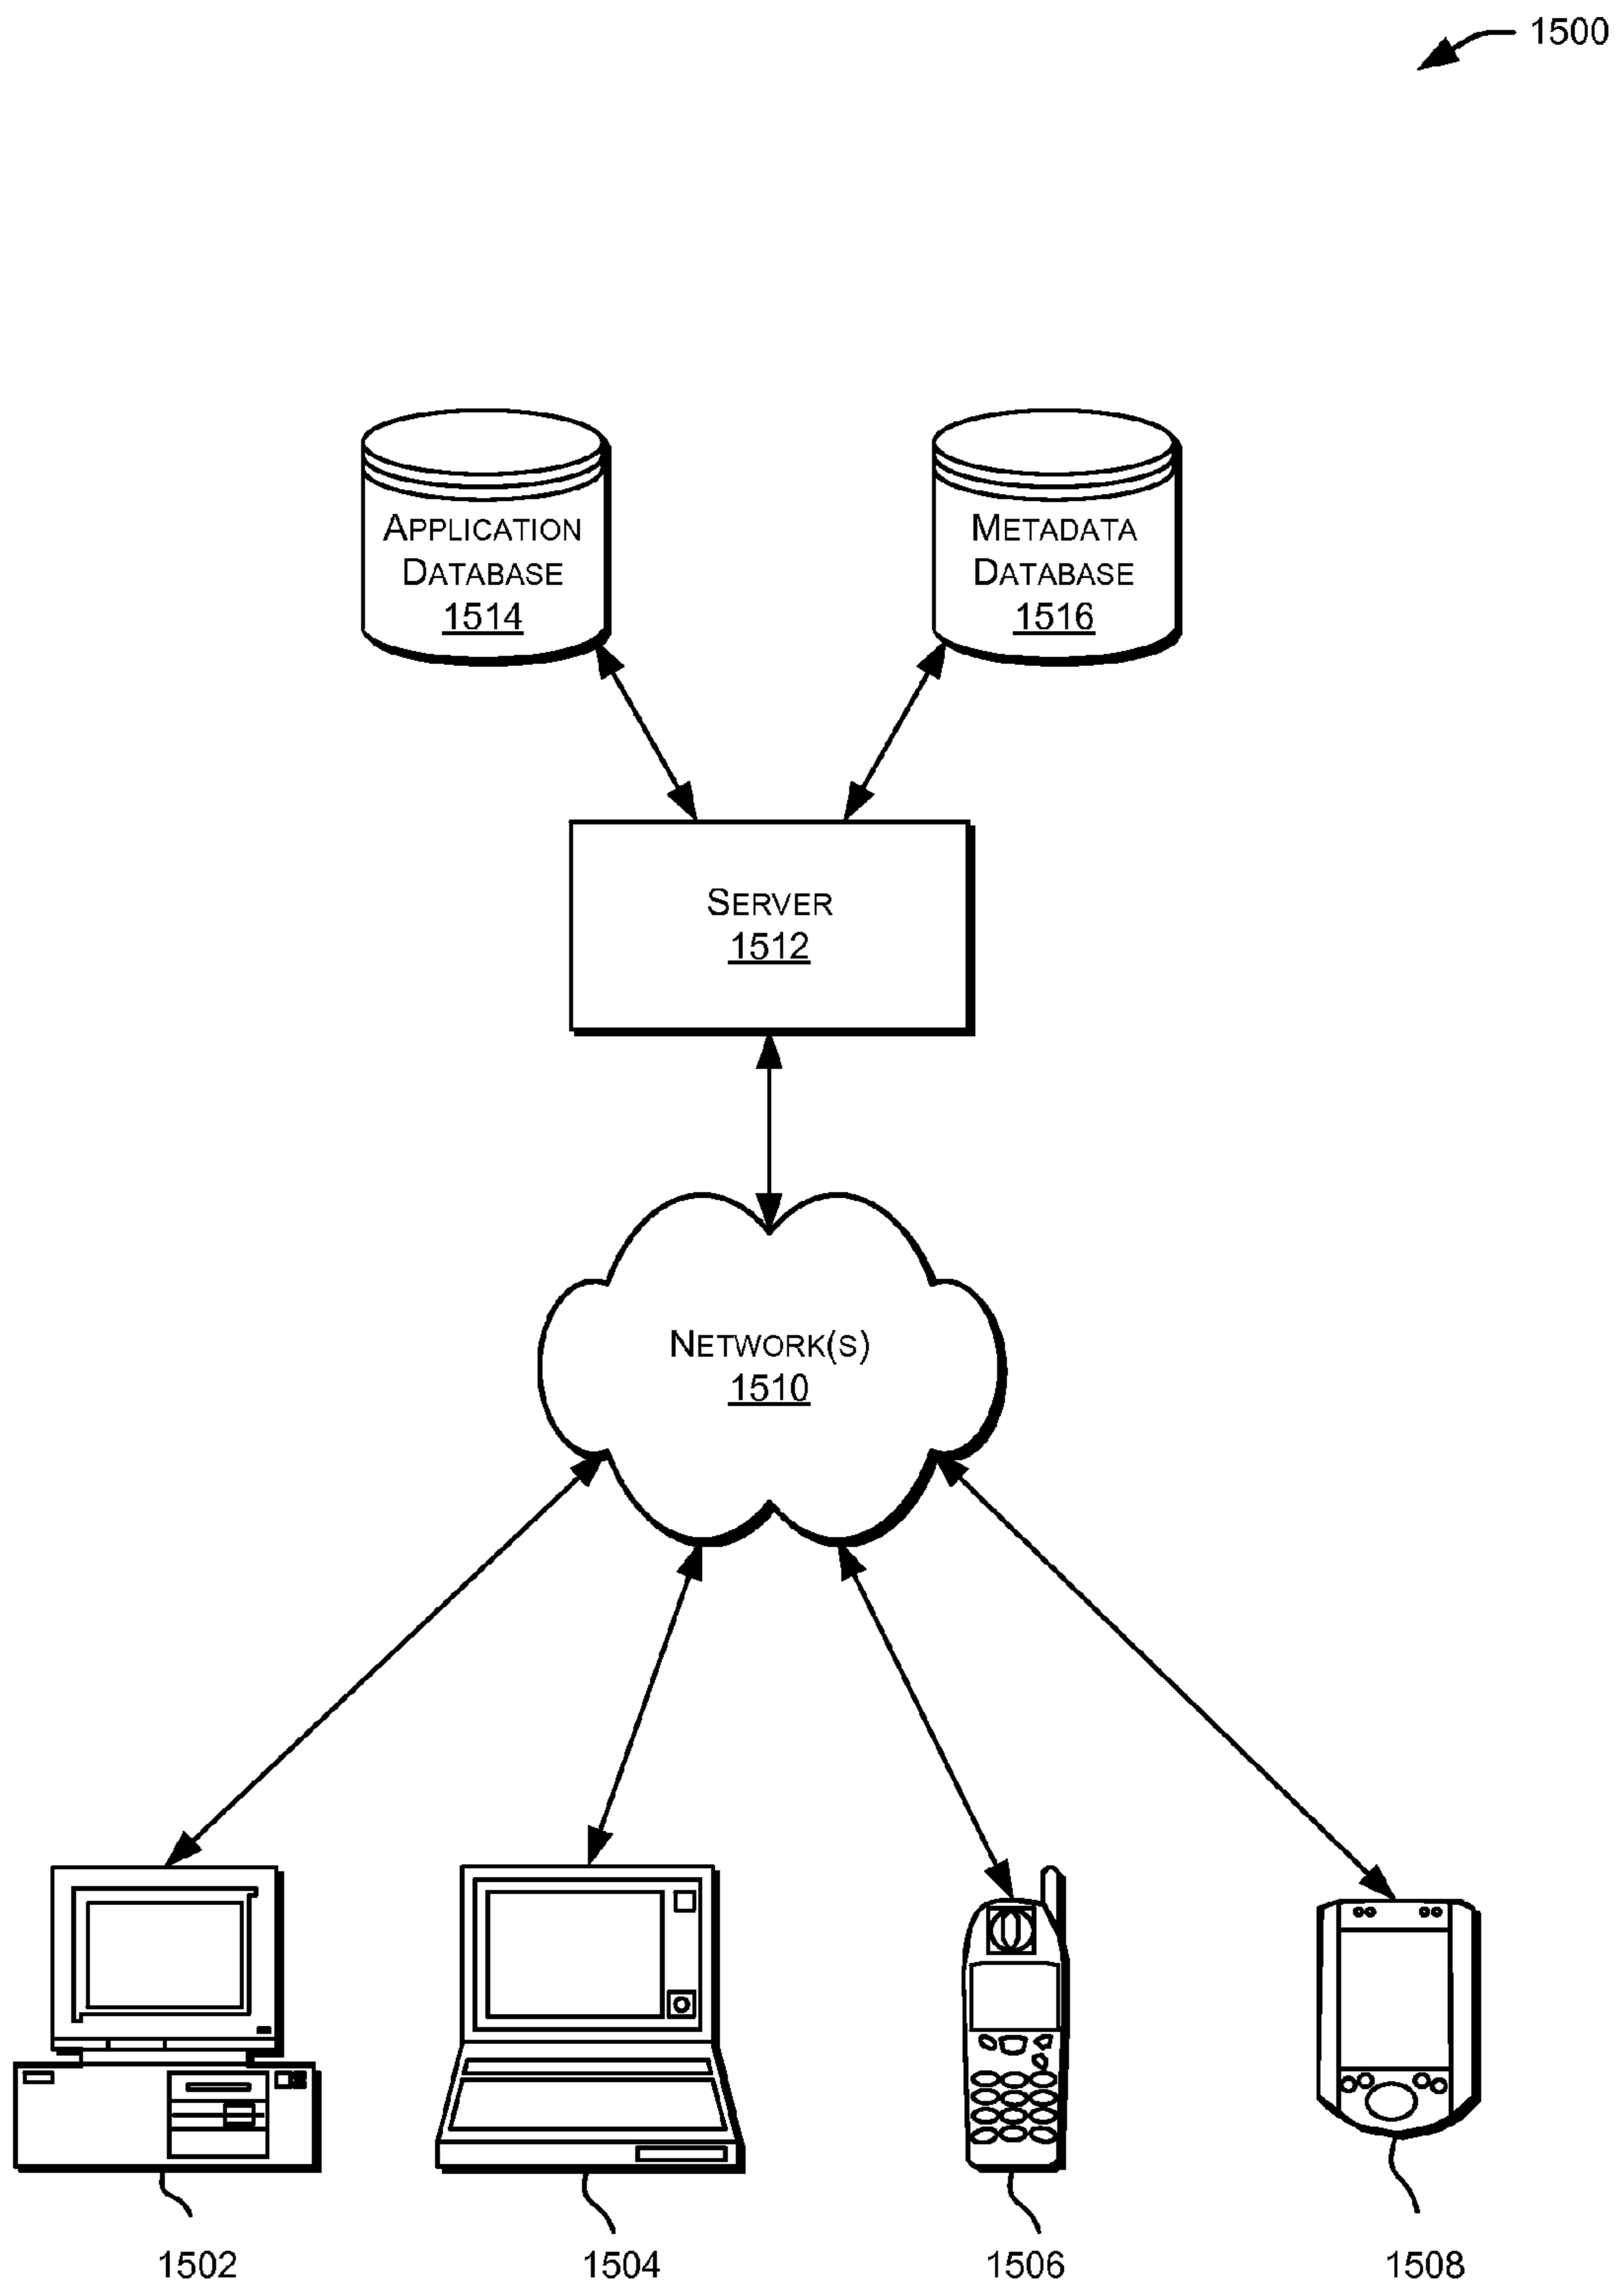 1500
APPLICATION
DATABASE
1514
METADATA
DATABASE
1516
SERVER
1512
NETWORK(S)
1510
1502
1504
1506
1508